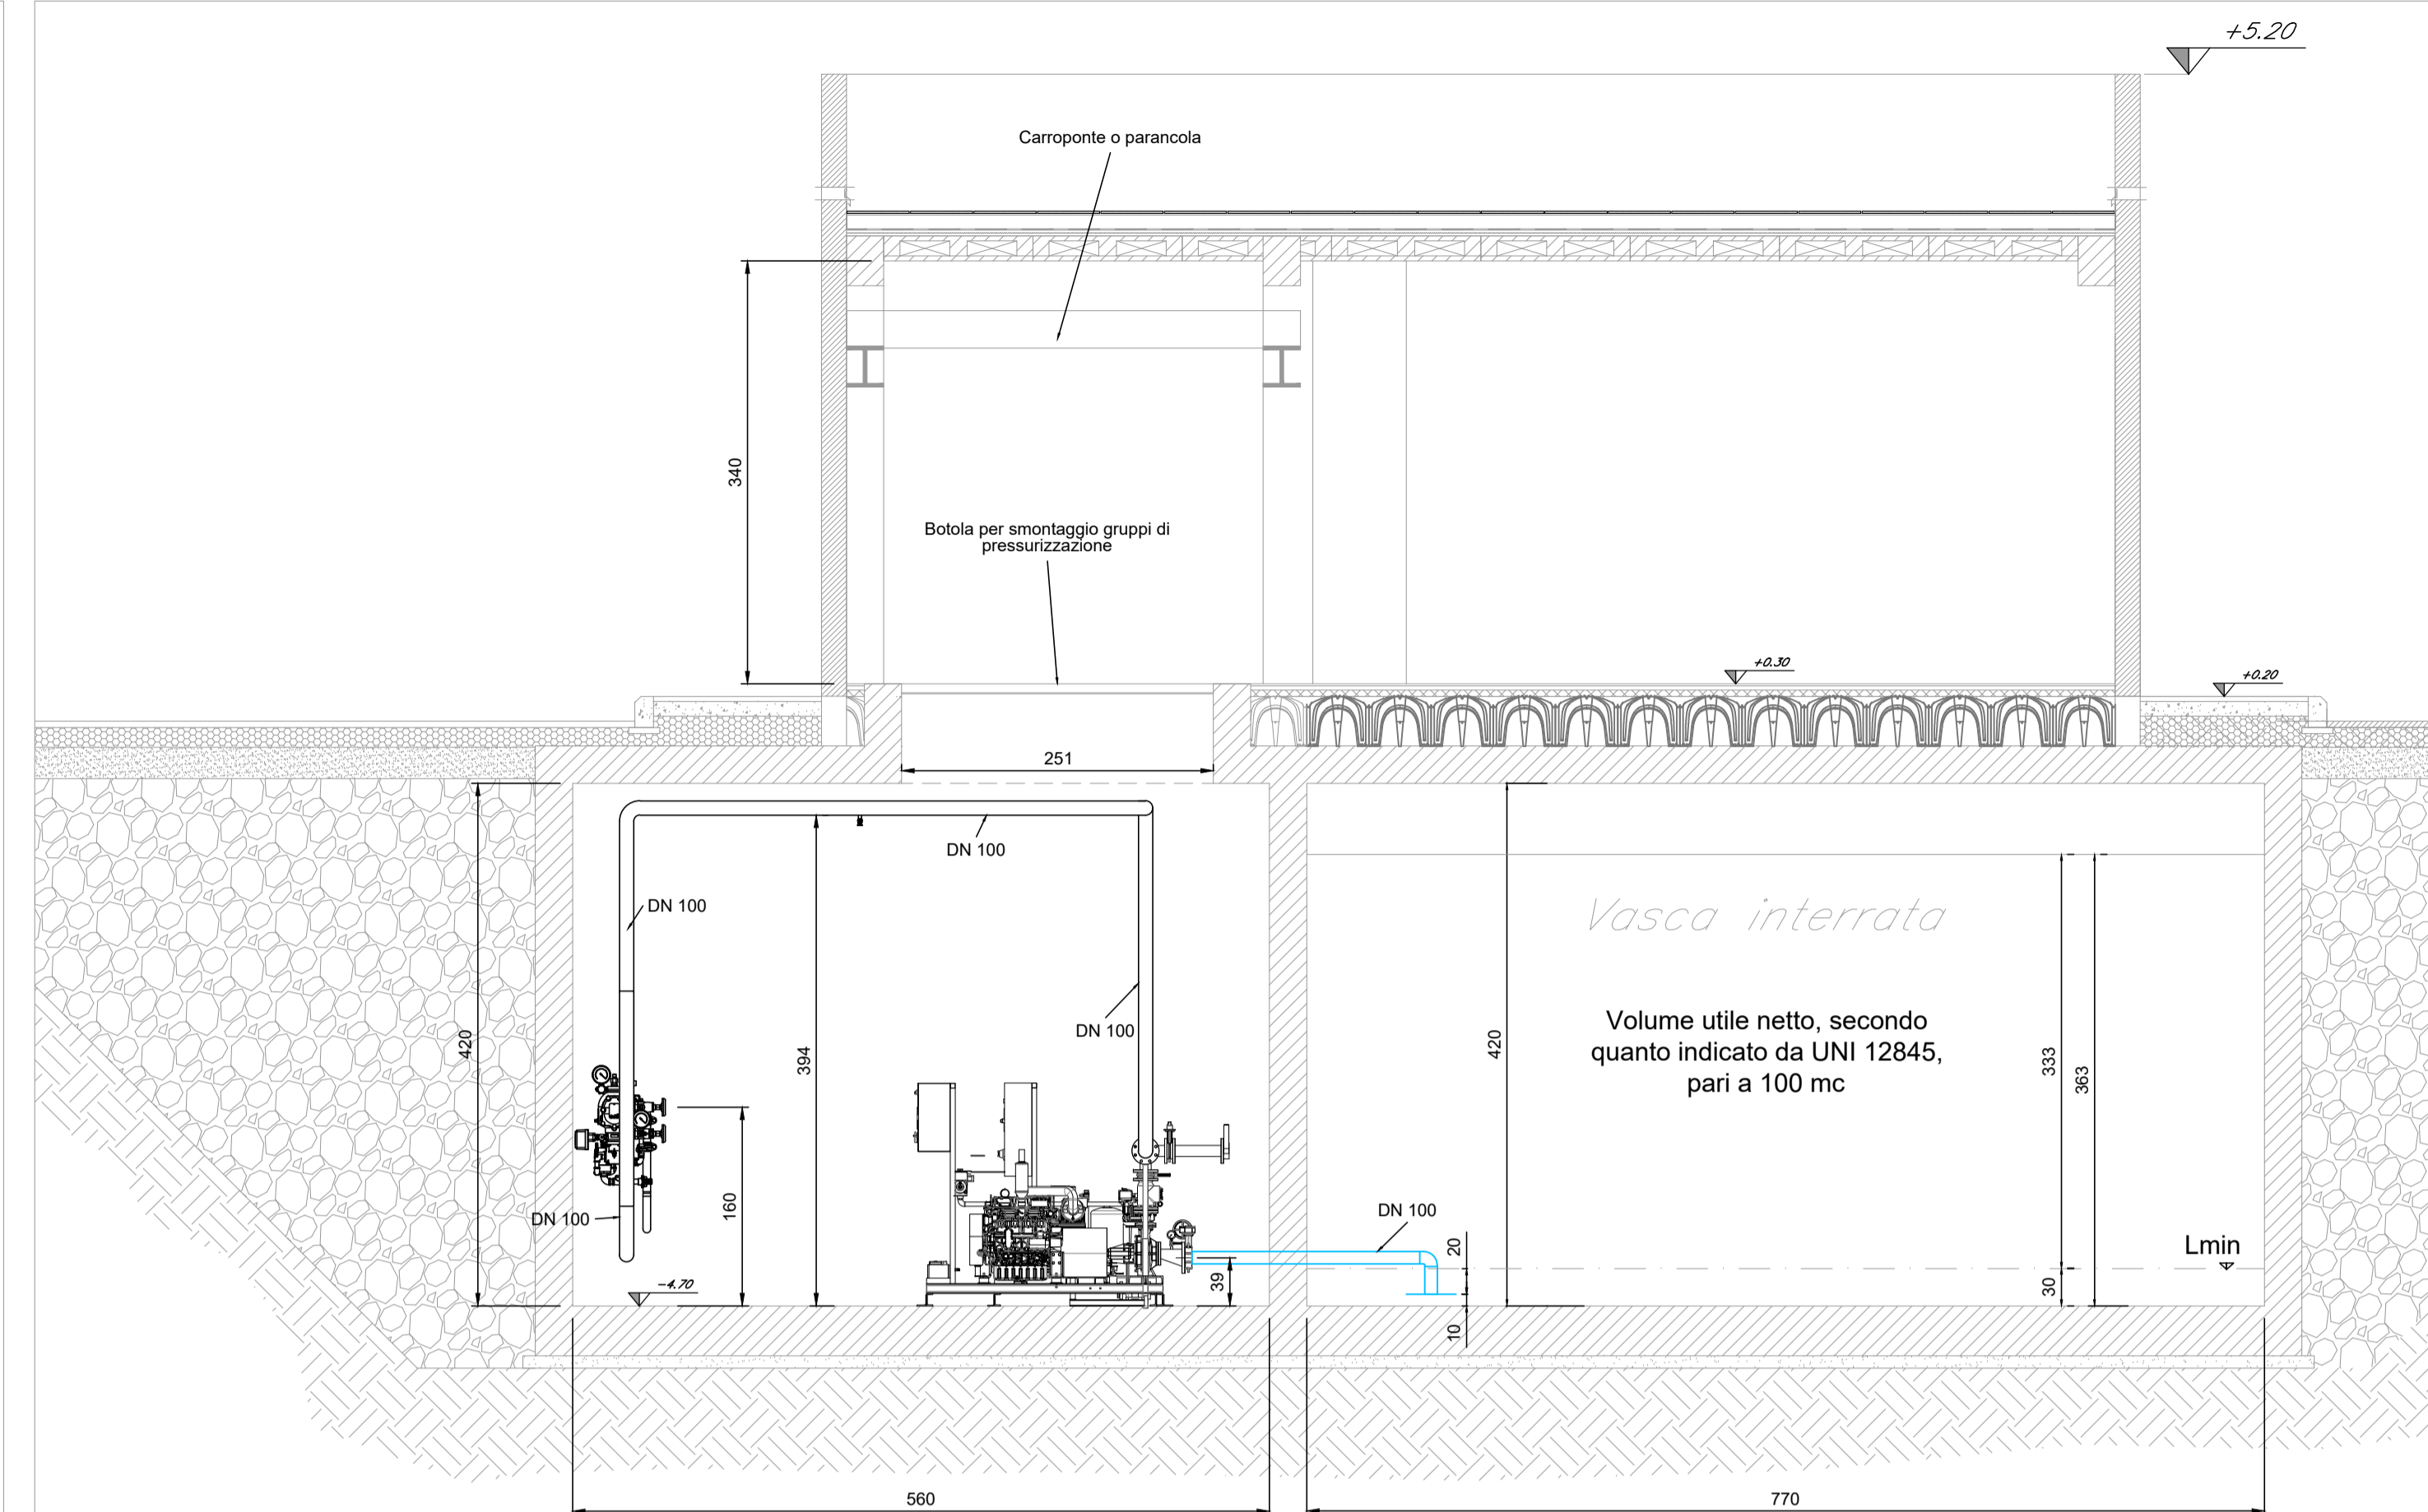 +5.20
Carroponte o parancola
340
Botola per smontaggio gruppi di
pressurizzazione
+0.30
+0.20
251
DN 100
DN 100
Vasca interrata
Volume utile netto, secondo
quanto indicato da UNI 12845,
pari a 100 mc
DN 100
420
394
420
333
363
160
DN 100
DN 100
20
Lmin
39
30
-4.70
10
560
770